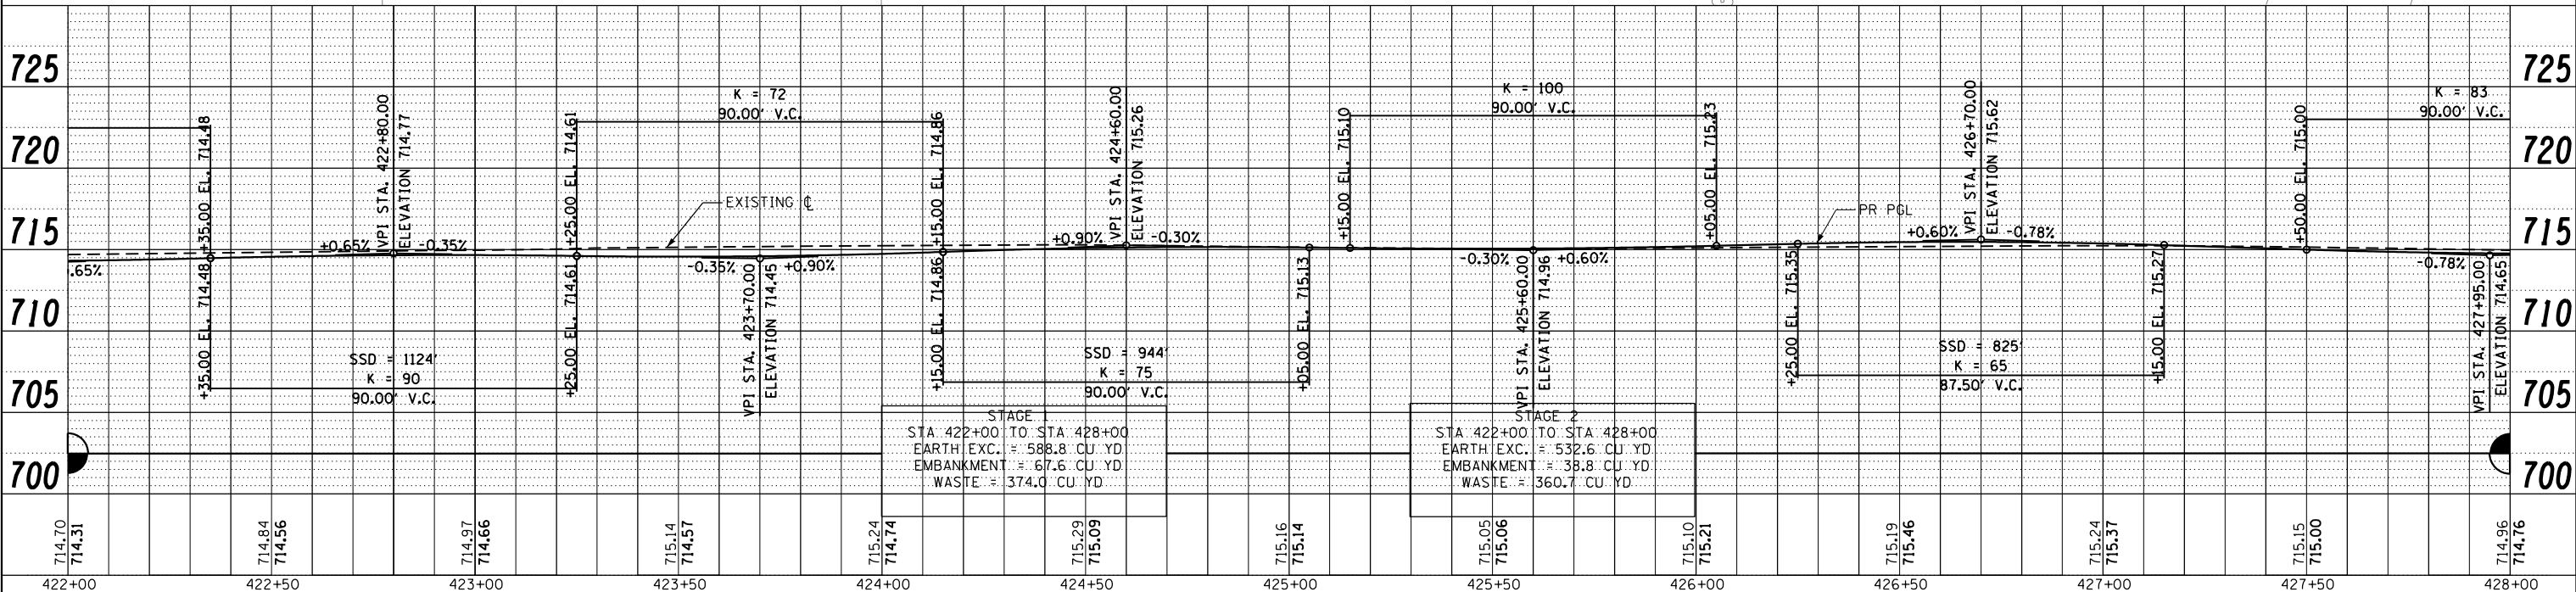 725
720
715
710
705
700
+35.00 EL. 714.48
+35.00 EL. 714.48
VPI STA. 422+80.00
ELEVATION 714.77
+0.65%
-0.35%
.65%
SSD = 1124'
K = 90
90.00' V.C.
+25.00 EL. 714.61
+25.00 EL. 714.61
K = 72
90.00' V.C.
EXISTING ℄
-0.35%
+0.90%
VPI STA. 423+70.00
ELEVATION 714.45
+15.00 EL. 714.86
+15.00 EL. 714.86
VPI STA. 424+60.00
ELEVATION 715.26
+0.90%
-0.30%
SSD = 944'
K = 75
90.00' V.C.
+05.00 EL. 715.13
+15.00 EL. 715.10
K = 100
90.00' V.C.
-0.30%
+0.60%
VPI STA. 425+60.00
ELEVATION 714.96
+05.00 EL. 715.23
+25.00 EL. 715.35
PR PGL
VPI STA. 426+70.00
ELEVATION 715.62
+0.60%
-0.78%
SSD = 825'
K = 65
87.50' V.C.
+15.00 EL. 715.27
+50.00 EL. 715.00
K = 83
90.00' V.C.
-0.78%
VPI STA. 427+95.00
ELEVATION 714.65
725
720
715
710
705
700
STAGE 1
STA 422+00 TO STA 428+00
EARTH EXC. = 588.8 CU YD
EMBANKMENT = 67.6 CU YD
WASTE = 374.0 CU YD
STAGE 2
STA 422+00 TO STA 428+00
EARTH EXC. = 532.6 CU YD
EMBANKMENT = 38.8 CU YD
WASTE = 360.7 CU YD
714.70
714.31
714.84
714.56
714.97
714.66
715.14
714.57
715.24
714.74
715.29
715.09
715.16
715.14
715.05
715.06
715.10
715.21
715.19
715.46
715.24
715.37
715.15
715.00
714.96
714.76
422+00
422+50
423+00
423+50
424+00
424+50
425+00
425+50
426+00
426+50
427+00
427+50
428+00